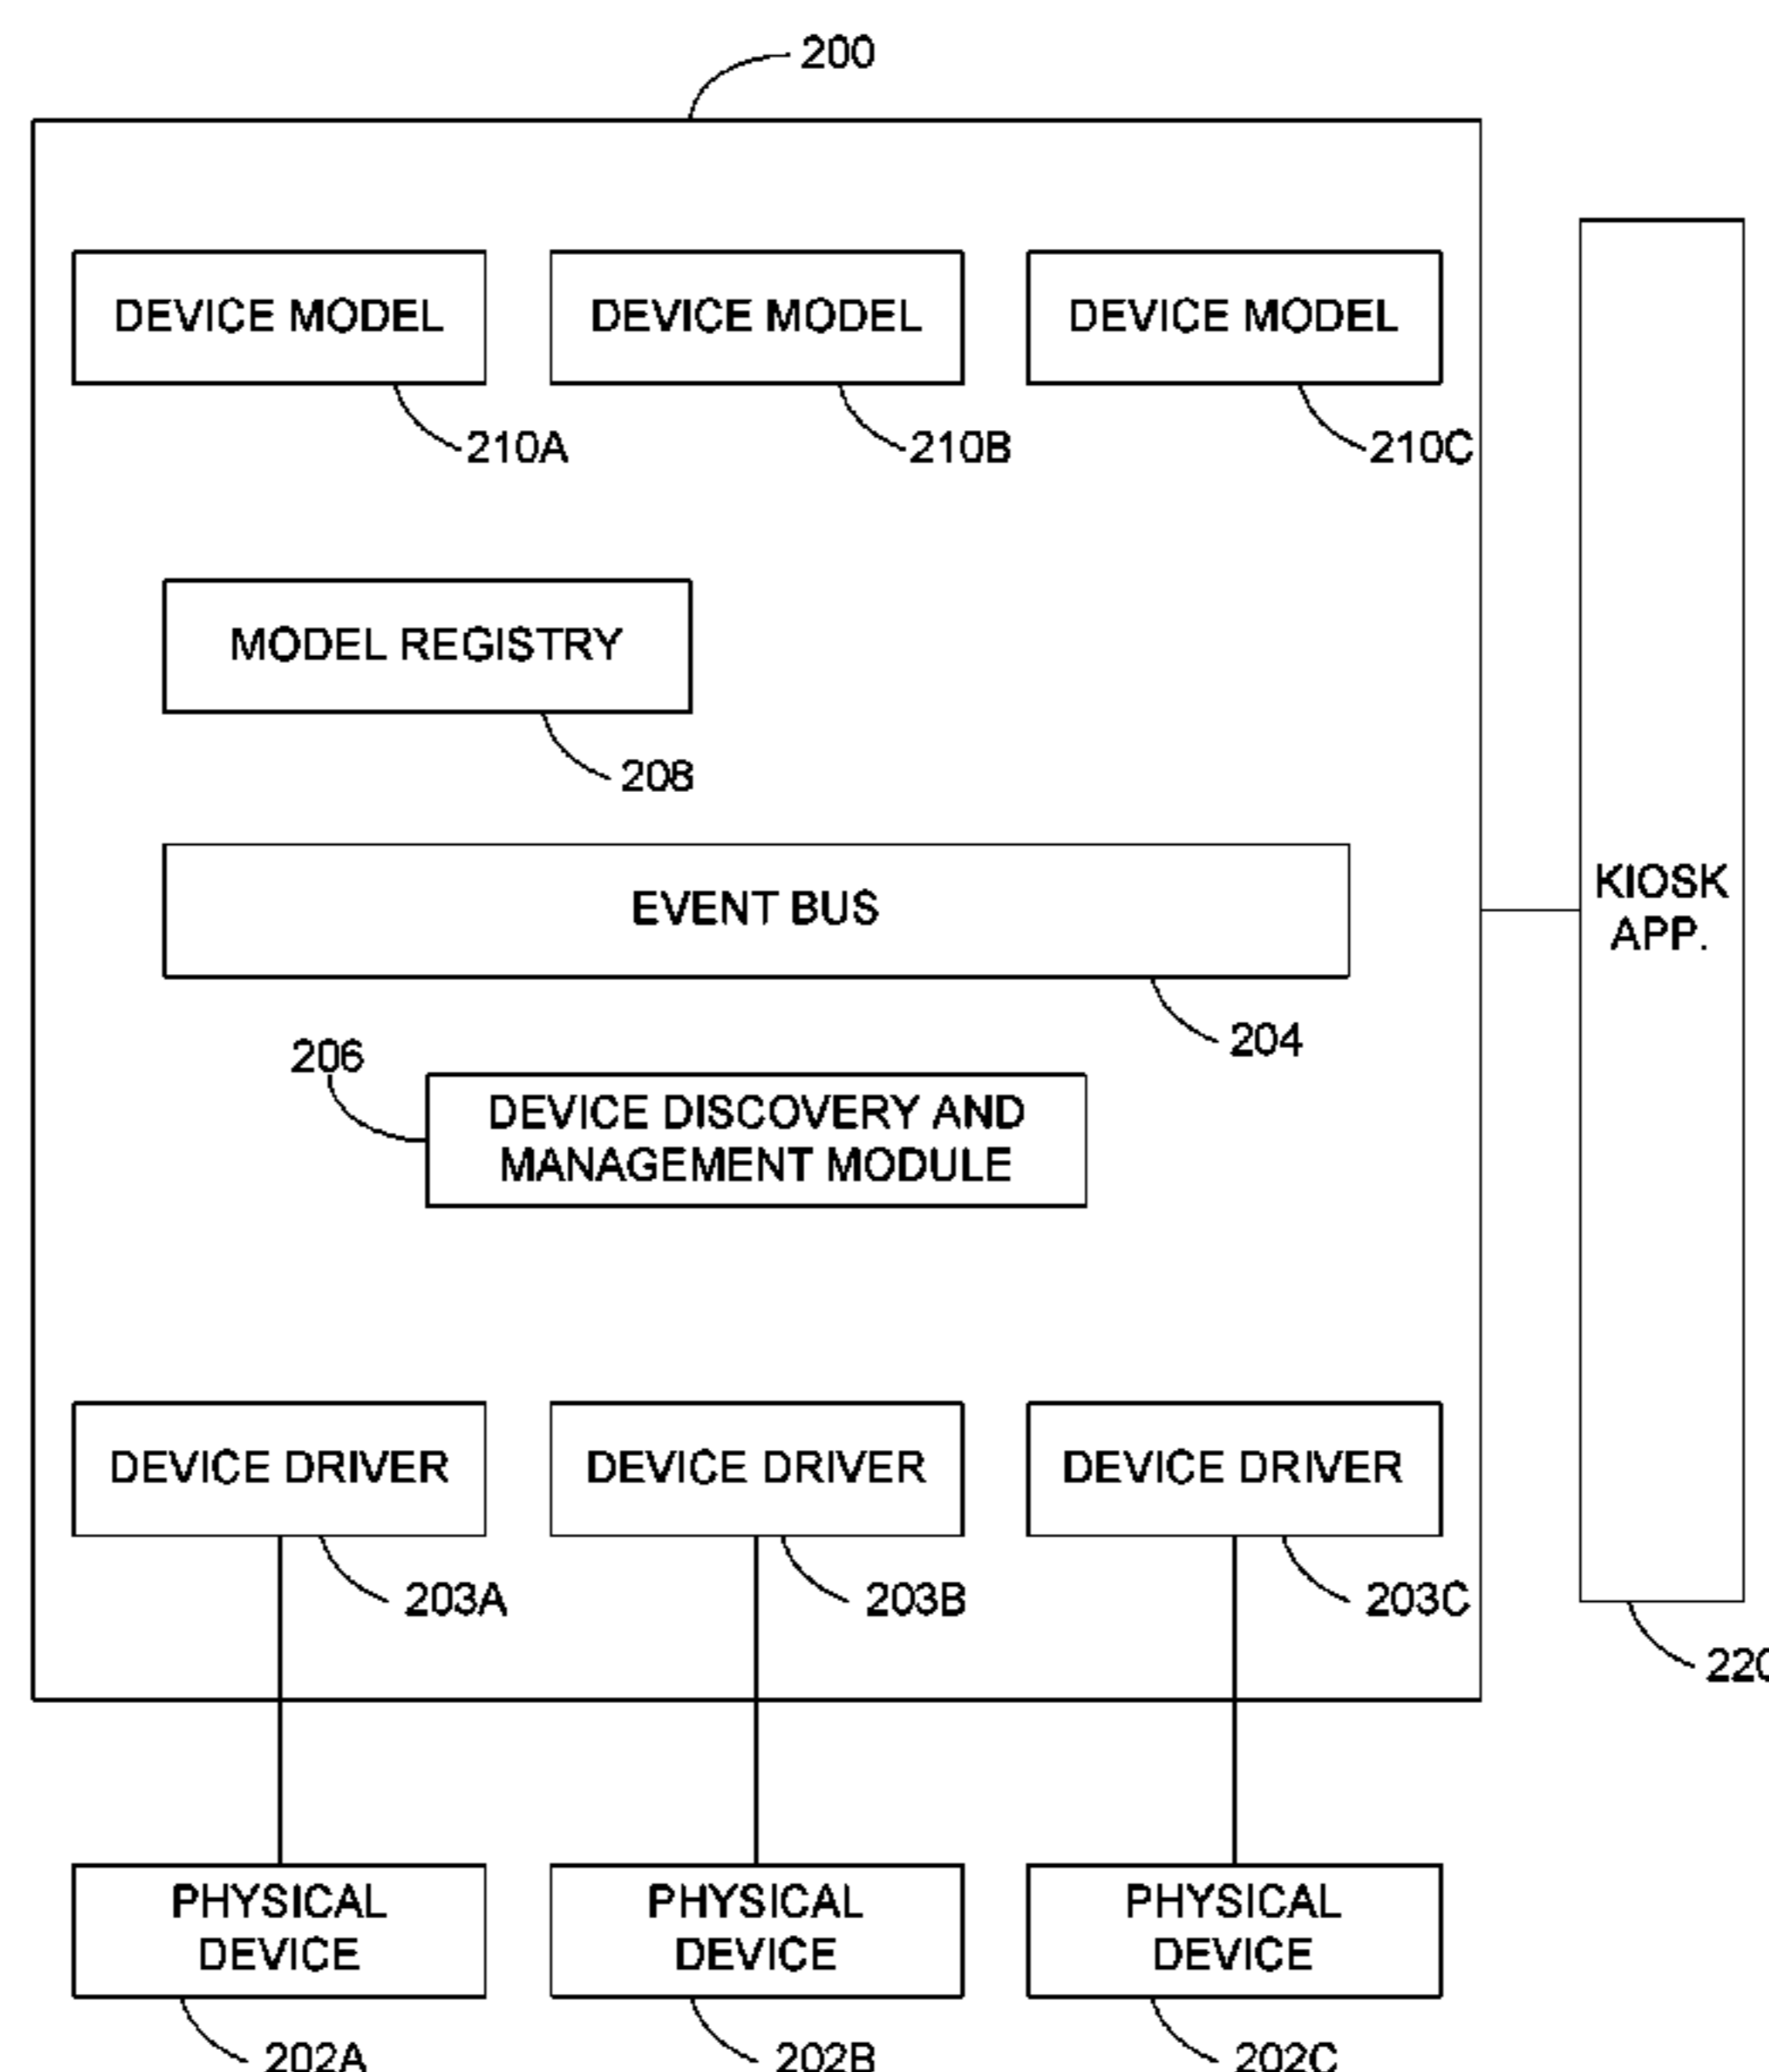 200
DEVICE MODEL
DEVICE MODEL
DEVICE MODEL
210A
210B
210C
MODEL REGISTRY
208
EVENT BUS
KIOSK
APP.
204
206
DEVICE DISCOVERY AND
MANAGEMENT MODULE
DEVICE DRIVER
DEVICE DRIVER
DEVICE DRIVER
203A
203B
203C
220
PHYSICAL
DEVICE
PHYSICAL
DEVICE
PHYSICAL
DEVICE
202A
202B
202C